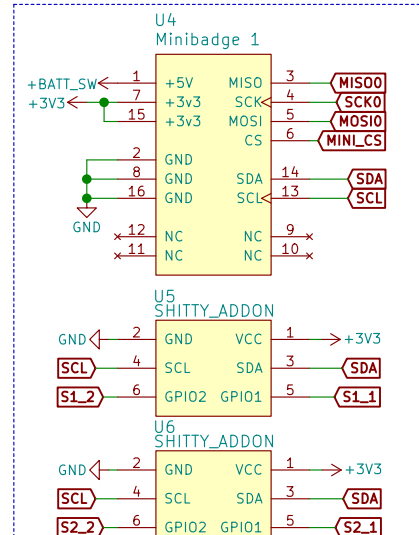 U4
Minibadge 1
+BATT_SW 1 +5V MISO 3 MISO0
+3V3 7 +3v3 SCK 4 SCK0
15 +3v3 MOSI 5 MOSI0
CS 6 MINI_CS
2 GND
8 GND SDA 14 SDA
16 GND SCL 13 SCL
GND
12 NC NC 9
11 NC NC 10
U5
SHITTY_ADDON
GND 2 GND VCC 1 +3V3
SCL 4 SCL SDA 3 SDA
S1_2 6 GPIO2 GPIO1 5 S1_1
U6
SHITTY_ADDON
GND 2 GND VCC 1 +3V3
SCL 4 SCL SDA 3 SDA
S2_2 6 GPIO2 GPIO1 5 S2_1